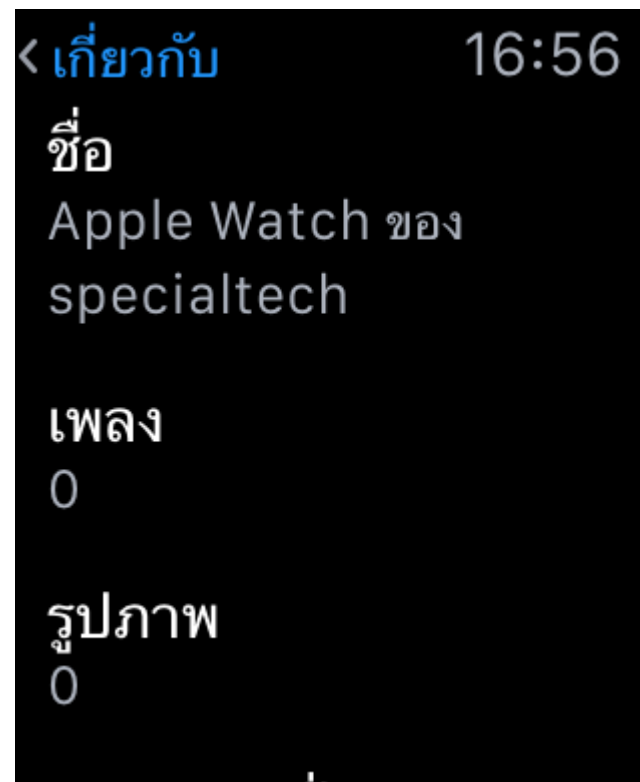 <เกี่ยวกับ 16:56
ชื่อ
Apple Watch ของ
specialtech
เพลง
0
รูปภาพ
0